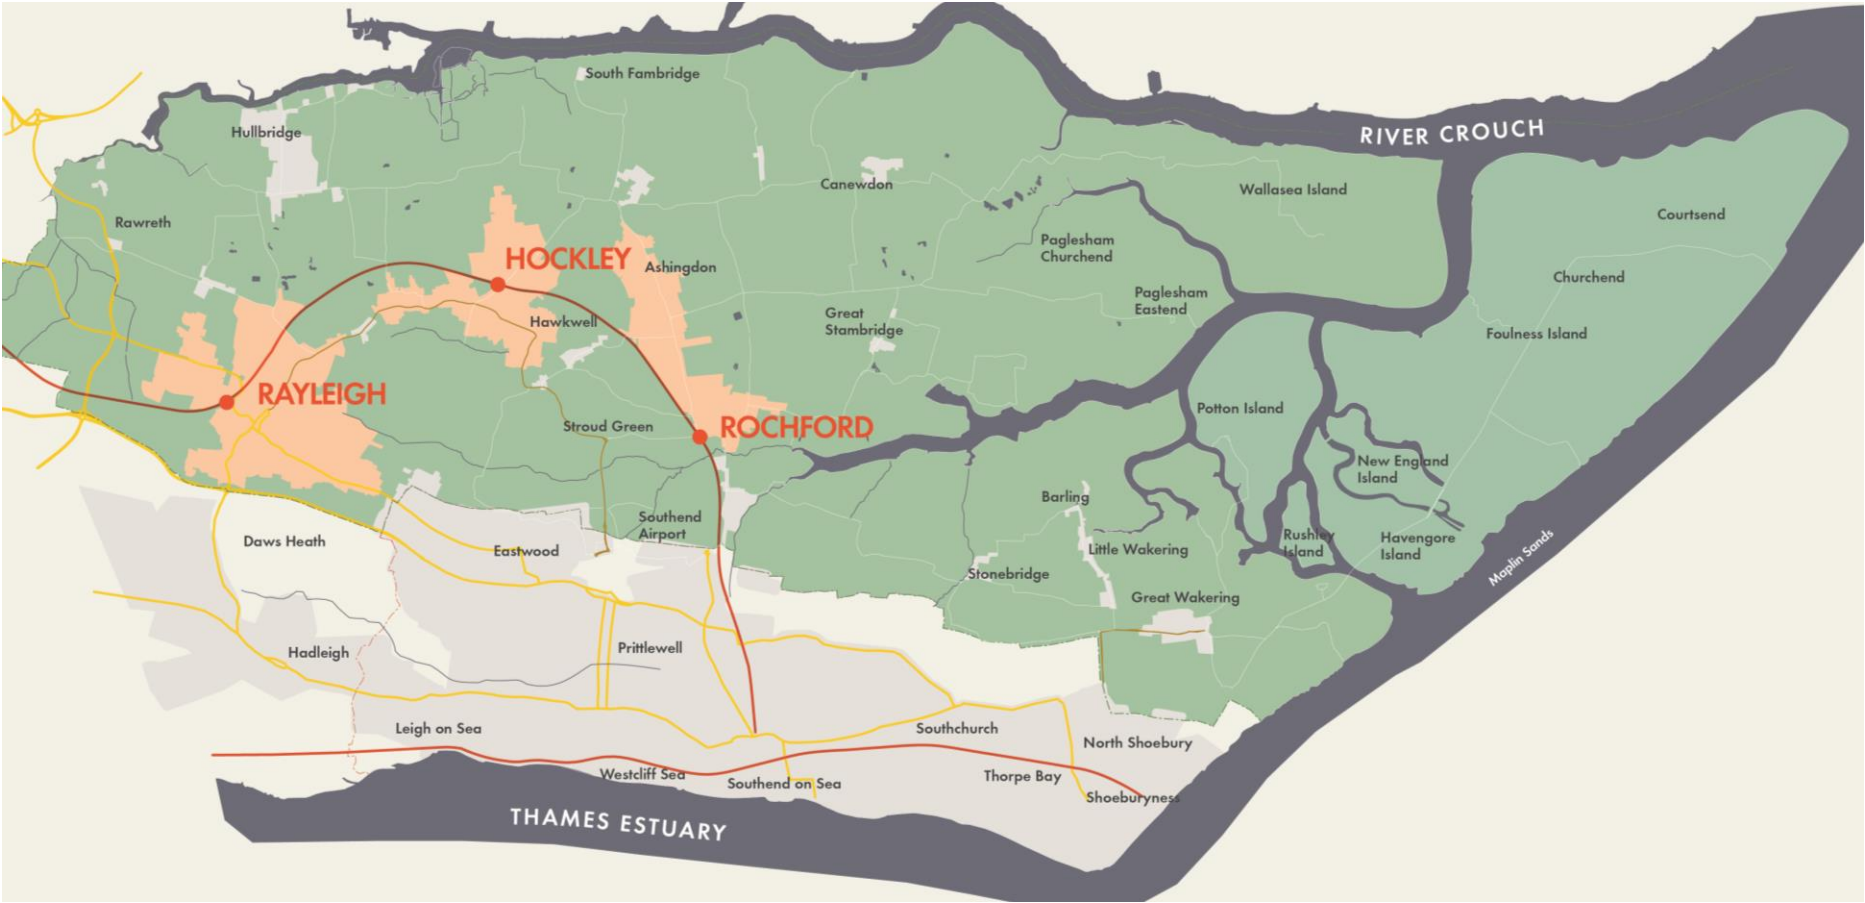 South Fambridge
Hullbridge
RIVER CROUCH
Canewdon
Wallasea Island
Courtsend
Rawreth
Paglesham
Churchend
HOCKLEY
Ashingdon
Churchend
Paglesham
Eastend
Great
Stambridge
Hawkwell
Foulness Island
RAYLEIGH
Potton Island
Stroud Green
ROCHFORD
New England
Island
Barling
Southend
Airport
Daws Heath
Eastwood
Little Wakering
Rushley
Island
Havengore
Island
Maplin Sands
Stonebridge
Great Wakering
Hadleigh
Prittlewell
Leigh on Sea
Southchurch
North Shoebury
Westcliff Sea
Southend on Sea
Thorpe Bay
Shoeburyness
THAMES ESTUARY